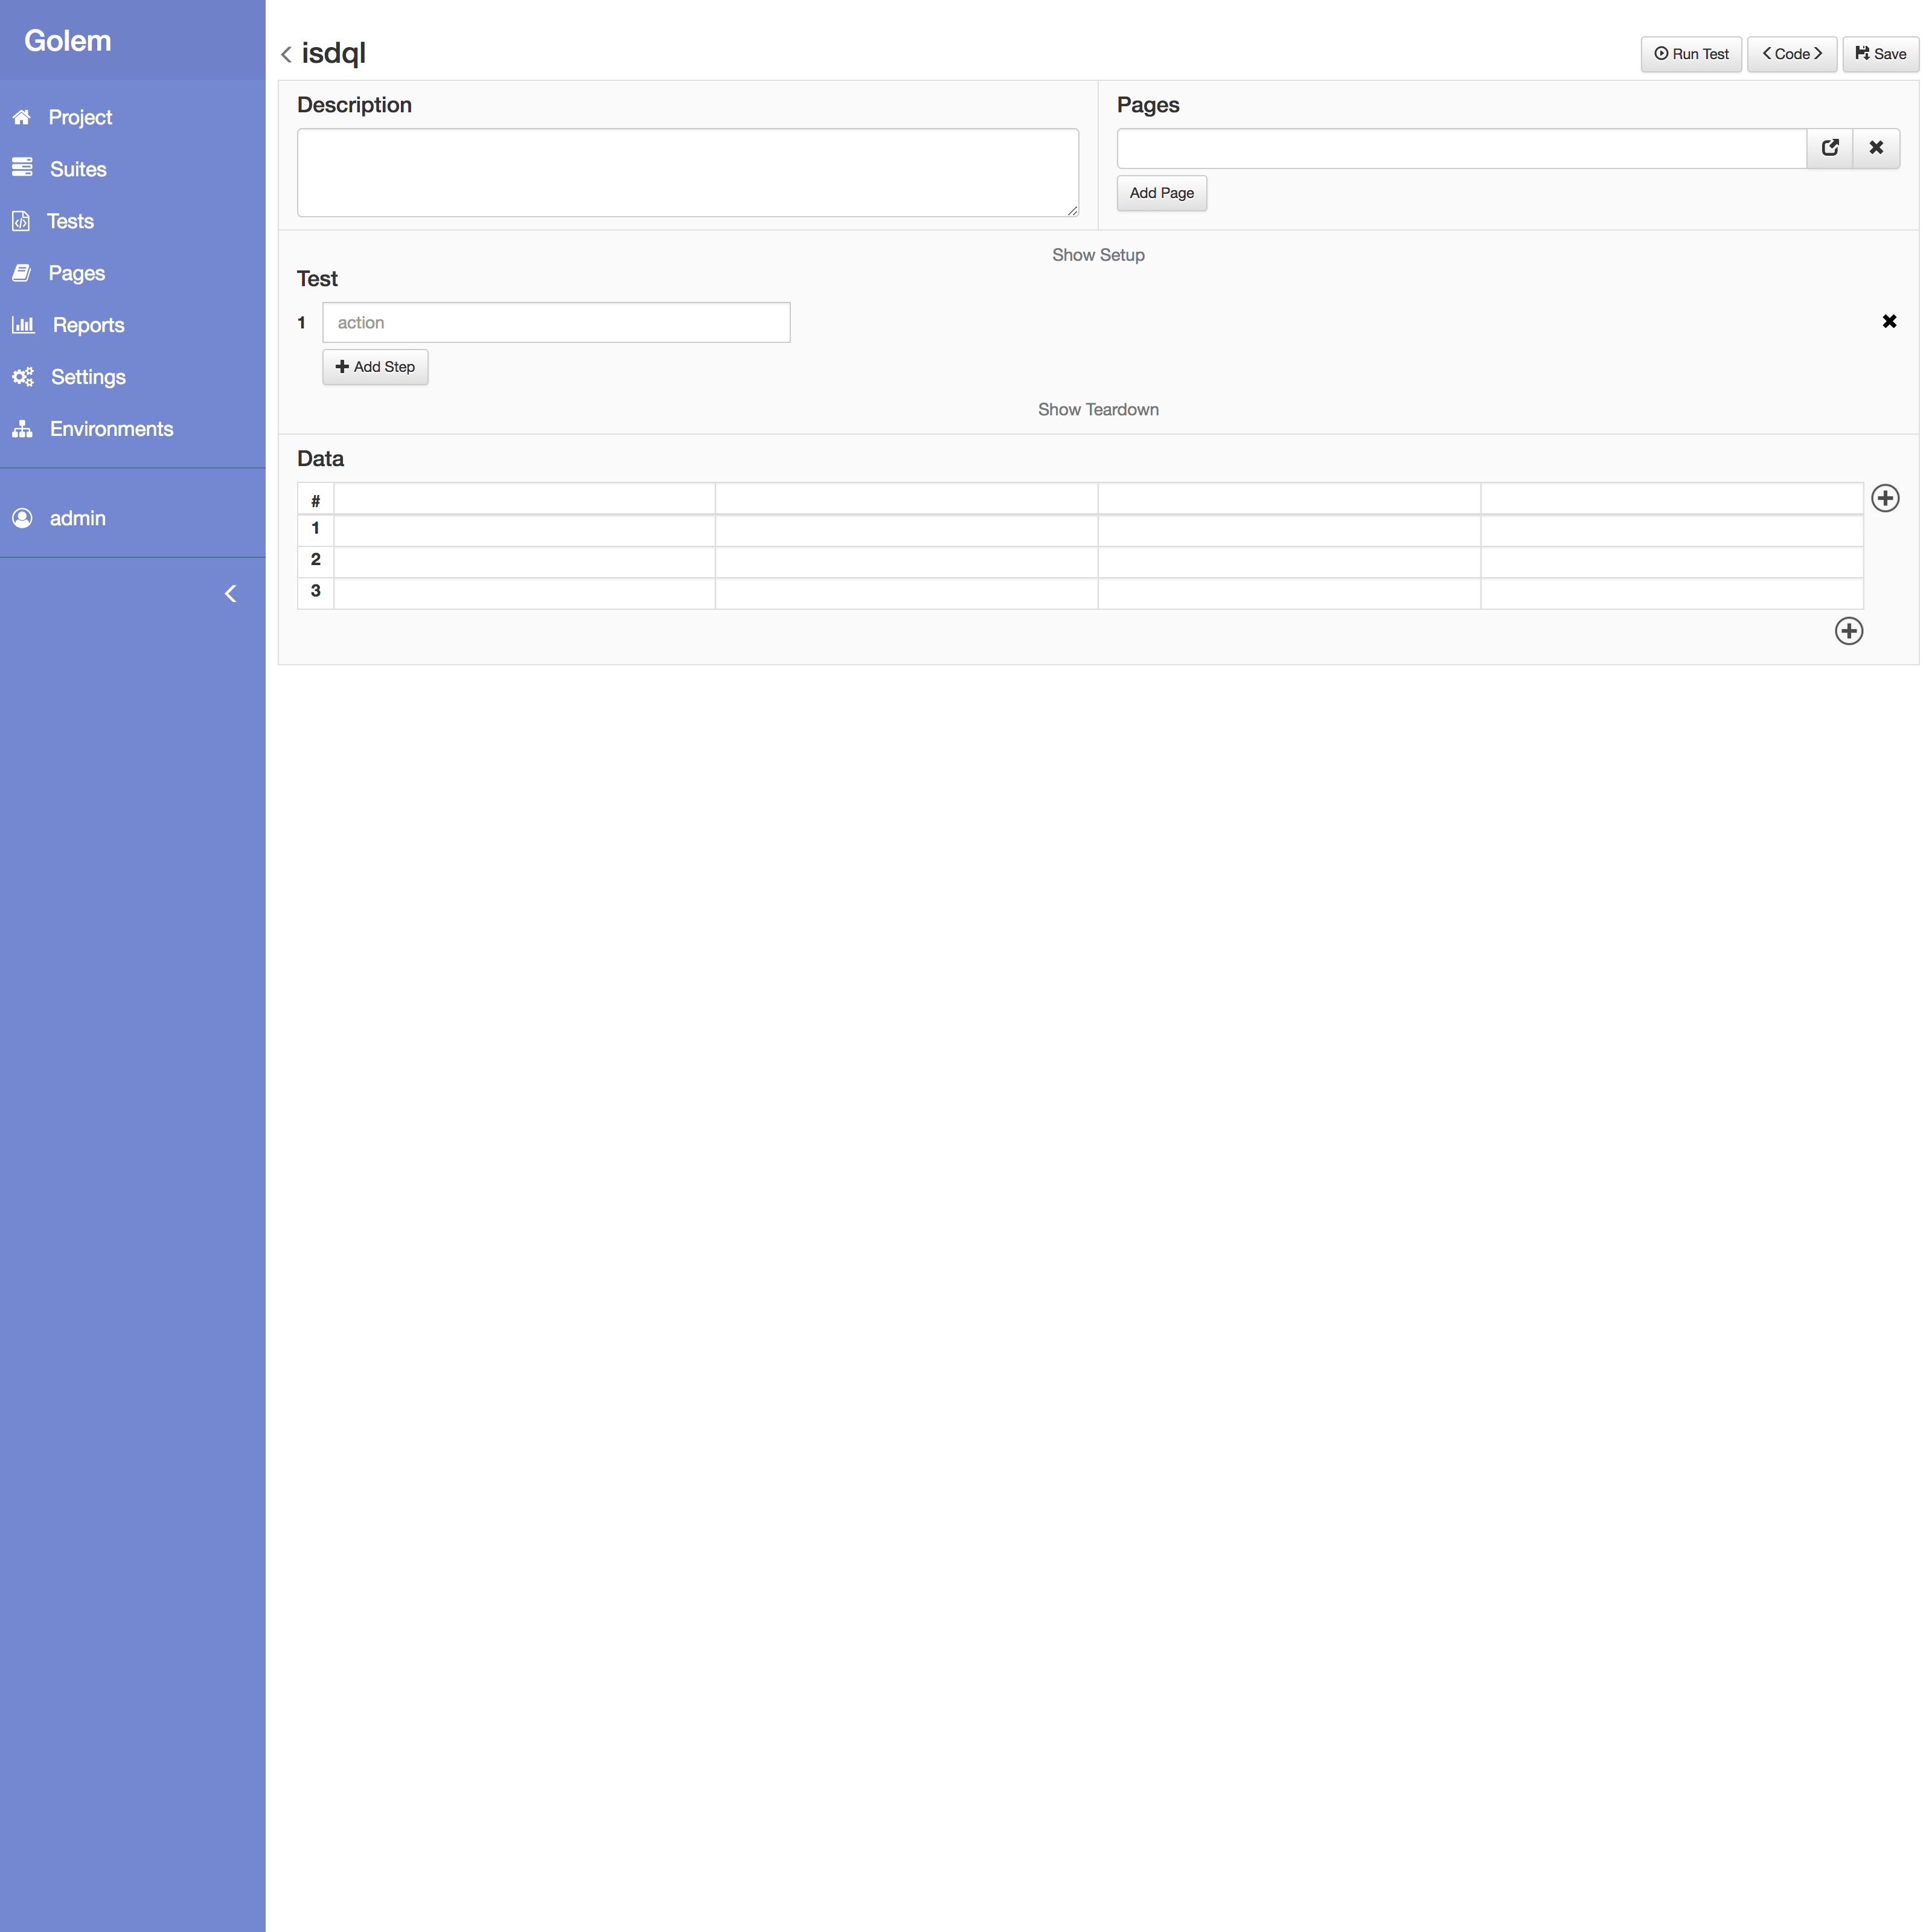 Golem
Project
Suites
Tests
Pages
Reports
Settings
Environments
admin
isdql
Run Test
Code
Save
Description
Pages
Add Page
Show Setup
Test
1 action
Add Step
Show Teardown
Data
#
1
2
3